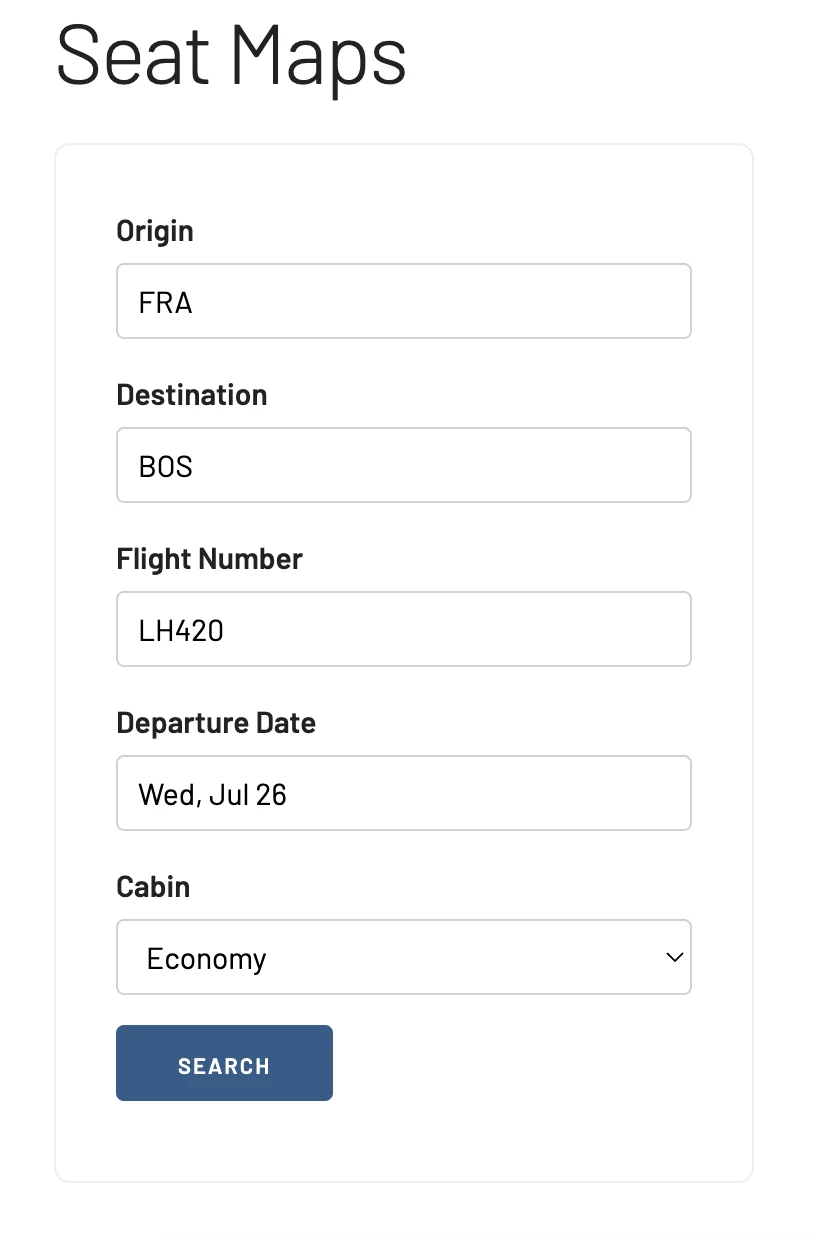 Seat Maps
Origin
FRA
Destination
BOS
Flight Number
LH420
Departure Date
Wed, Jul 26
Cabin
Economy
SEARCH